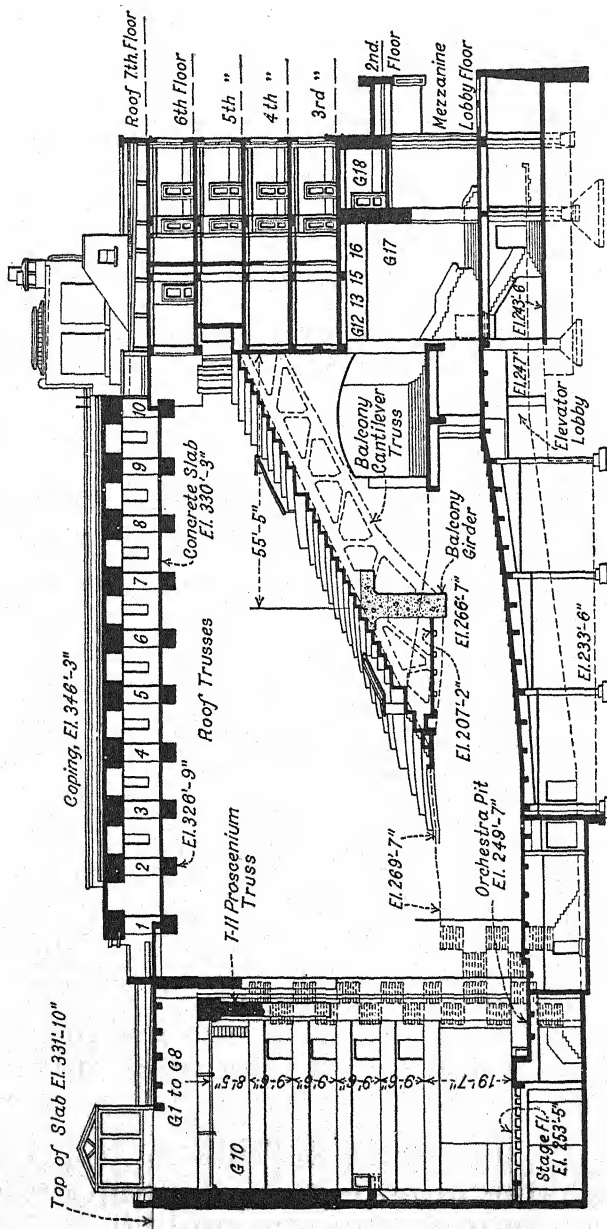 Top of Slab El. 331'-10"
Coping, El. 346'-3"
Roof 7th. Floor
6th Floor
5th "
4th "
3rd "
2nd.
Floor
Mezzanine
Lobby Floor
1
2
3
4
5
6
7
8
9
10
El. 326'-9"
Concrete Slab
El. 330'-3"
Roof Trusses
T-11 Proscenium
Truss
G1 to G8
G10
8'-5"
9'-6"
9'-6"
9'-6"
9'-6"
19'-7"
Stage Fl.
El. 253'-5"
55'-5"
Balcony
Cantilever
Truss
Balcony
Girder
El. 266'-7"
El. 207'-2"
El. 269'-7"
Orchestra Pit
El. 249'-7"
G12 13 15 16
G17
G18
El. 243'-6"
El. 247'
Elevator
Lobby
El. 233'-6"